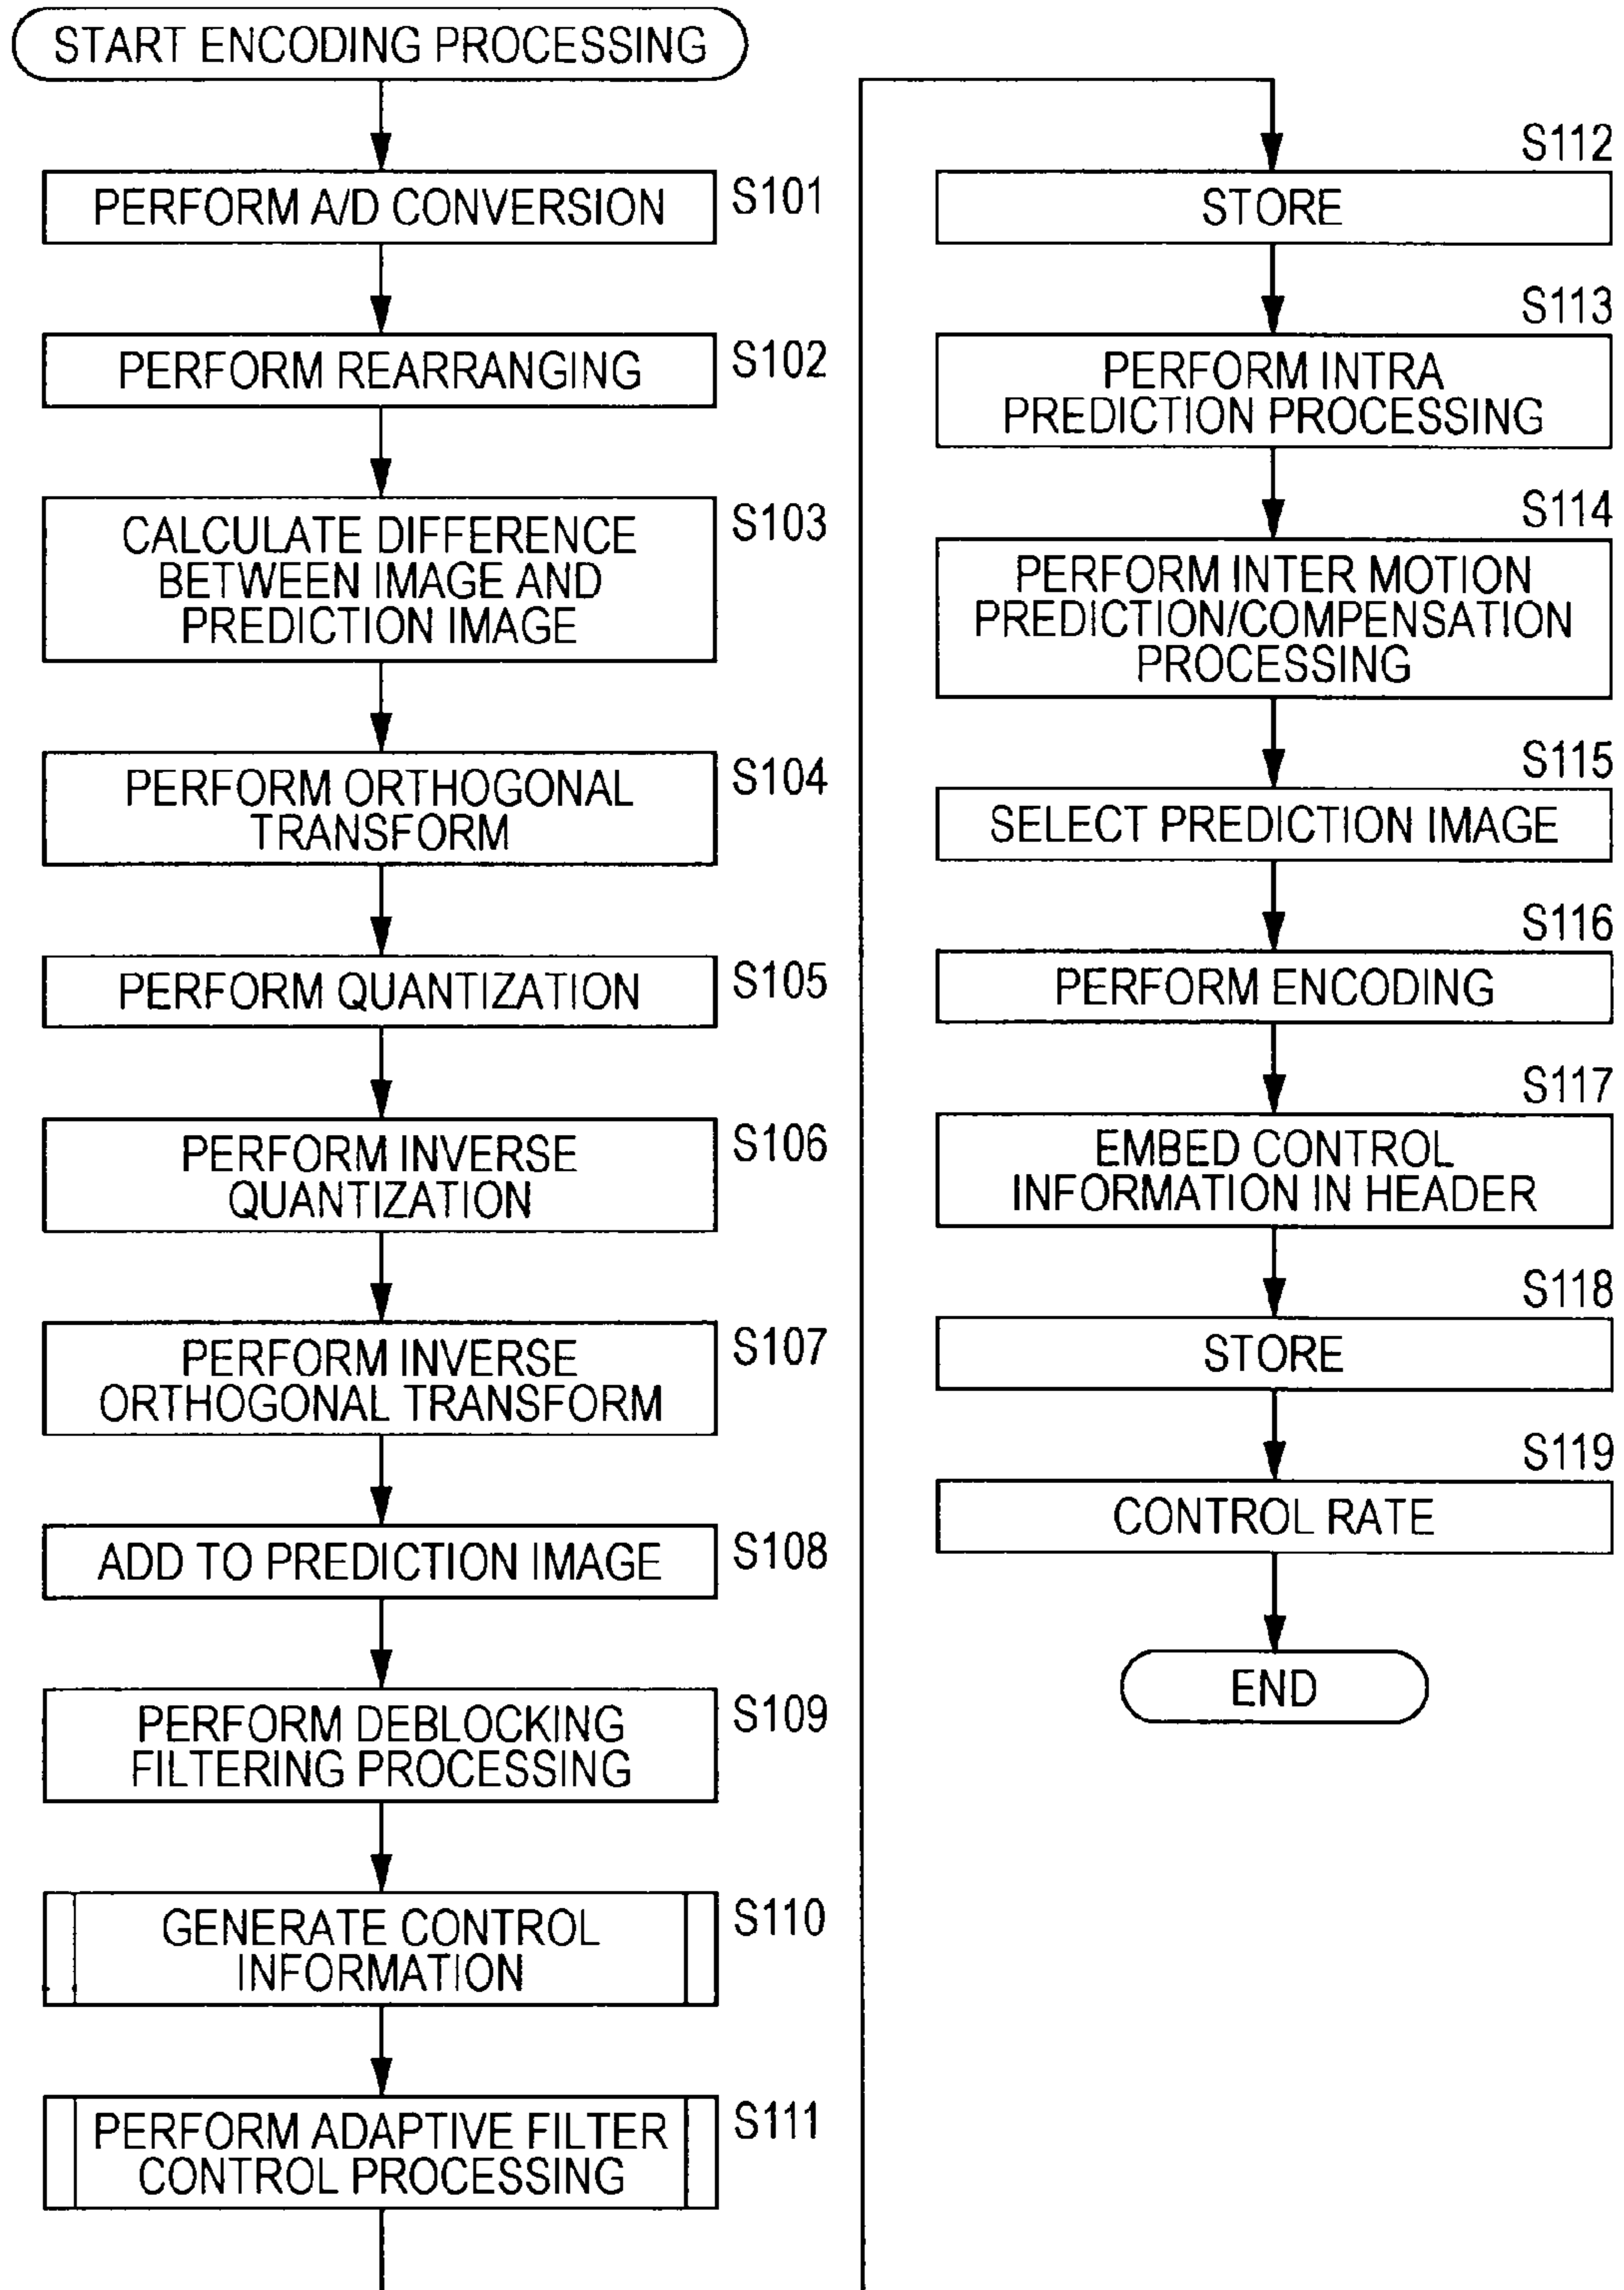 START ENCODING PROCESSING
PERFORM A/D CONVERSION
S101
PERFORM REARRANGING
S102
CALCULATE DIFFERENCE
BETWEEN IMAGE AND
PREDICTION IMAGE
S103
PERFORM ORTHOGONAL
TRANSFORM
S104
PERFORM QUANTIZATION
S105
PERFORM INVERSE
QUANTIZATION
S106
PERFORM INVERSE
ORTHOGONAL TRANSFORM
S107
ADD TO PREDICTION IMAGE
S108
PERFORM DEBLOCKING
FILTERING PROCESSING
S109
GENERATE CONTROL
INFORMATION
S110
PERFORM ADAPTIVE FILTER
CONTROL PROCESSING
S111
S112
STORE
S113
PERFORM INTRA
PREDICTION PROCESSING
S114
PERFORM INTER MOTION
PREDICTION/COMPENSATION
PROCESSING
S115
SELECT PREDICTION IMAGE
S116
PERFORM ENCODING
S117
EMBED CONTROL
INFORMATION IN HEADER
S118
STORE
S119
CONTROL RATE
END